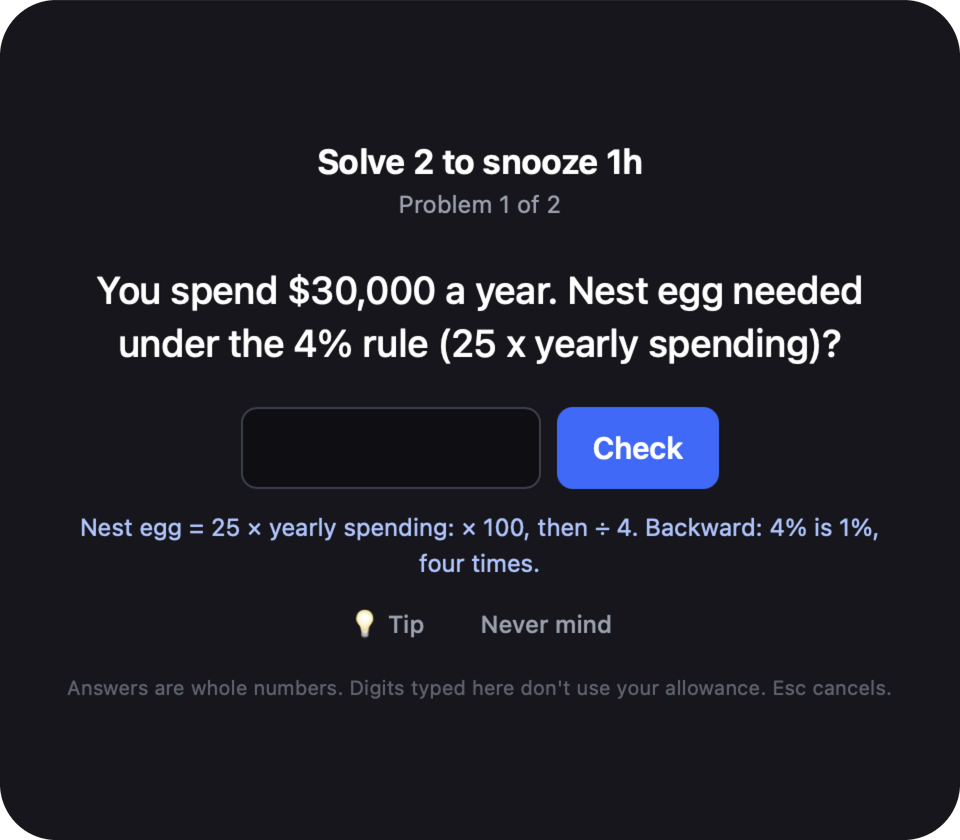 Solve 2 to snooze 1h
Problem 1 of 2
You spend $30,000 a year. Nest egg needed
under the 4% rule (25 x yearly spending)?
Check
Nest egg = 25 × yearly spending: × 100, then ÷ 4. Backward: 4% is 1%,
four times.
💡 Tip Never mind
Answers are whole numbers. Digits typed here don't use your allowance. Esc cancels.